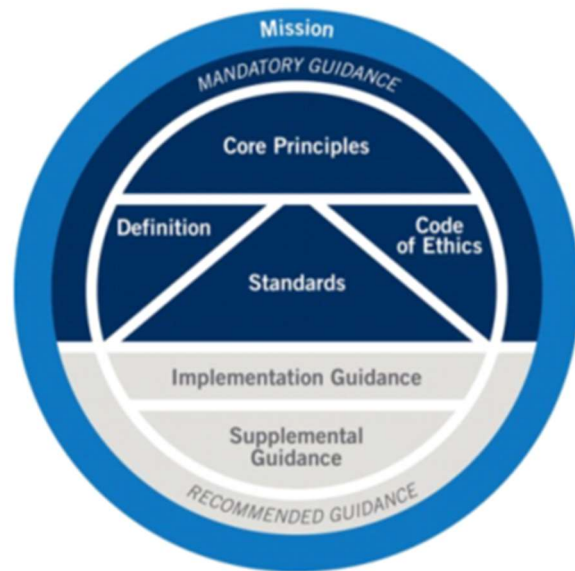 Mission
MANDATORY GUIDANCE
Core Principles
Definition
Code
of Ethics
Standards
Implementation Guidance
Supplemental
Guidance
RECOMMENDED GUIDANCE